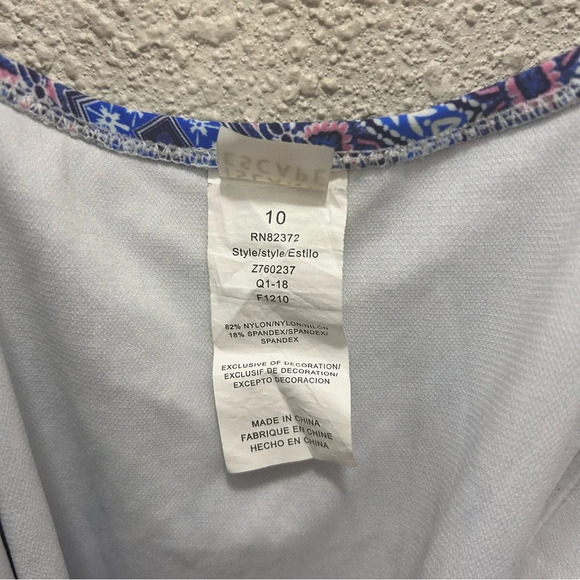 ESCAPE
10
RN82372
Style/style/Estilo
Z760237
Q1-18
F1210
82% NYLON/NYLON/NILON
18% SPANDEX/SPANDEX/
SPANDEX
EXCLUSIVE OF DECORATION/
EXCLUSIF DE DECORATION/
EXCEPTO DECORACION
MADE IN CHINA
FABRIQUE EN CHINE
HECHO EN CHINA